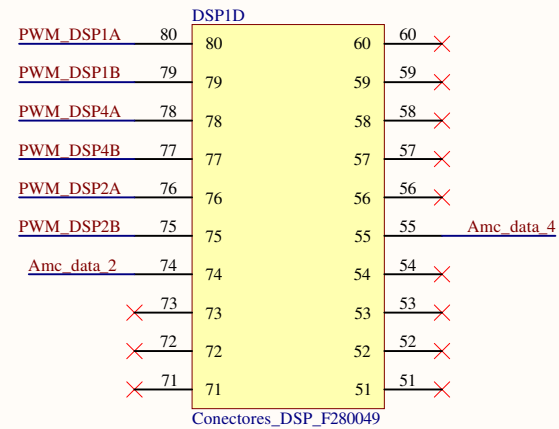 DSP1D
PWM_DSP1A 80 80 60 60
PWM_DSP1B 79 79 59 59
PWM_DSP4A 78 78 58 58
PWM_DSP4B 77 77 57 57
PWM_DSP2A 76 76 56 56
PWM_DSP2B 75 75 55 55 Amc_data_4
Amc_data_2 74 74 54 54
73 73 53 53
72 72 52 52
71 71 51 51
Conectores_DSP_F280049